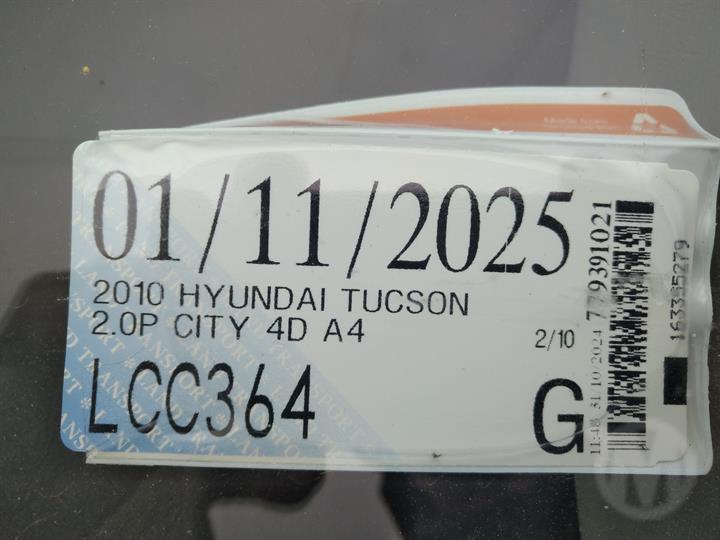 01/11/2025
2010 HYUNDAI TUCSON
2.0P CITY 4D A4
2/10
LCC364
G
11:48 31/10/2024 779391021
163365279